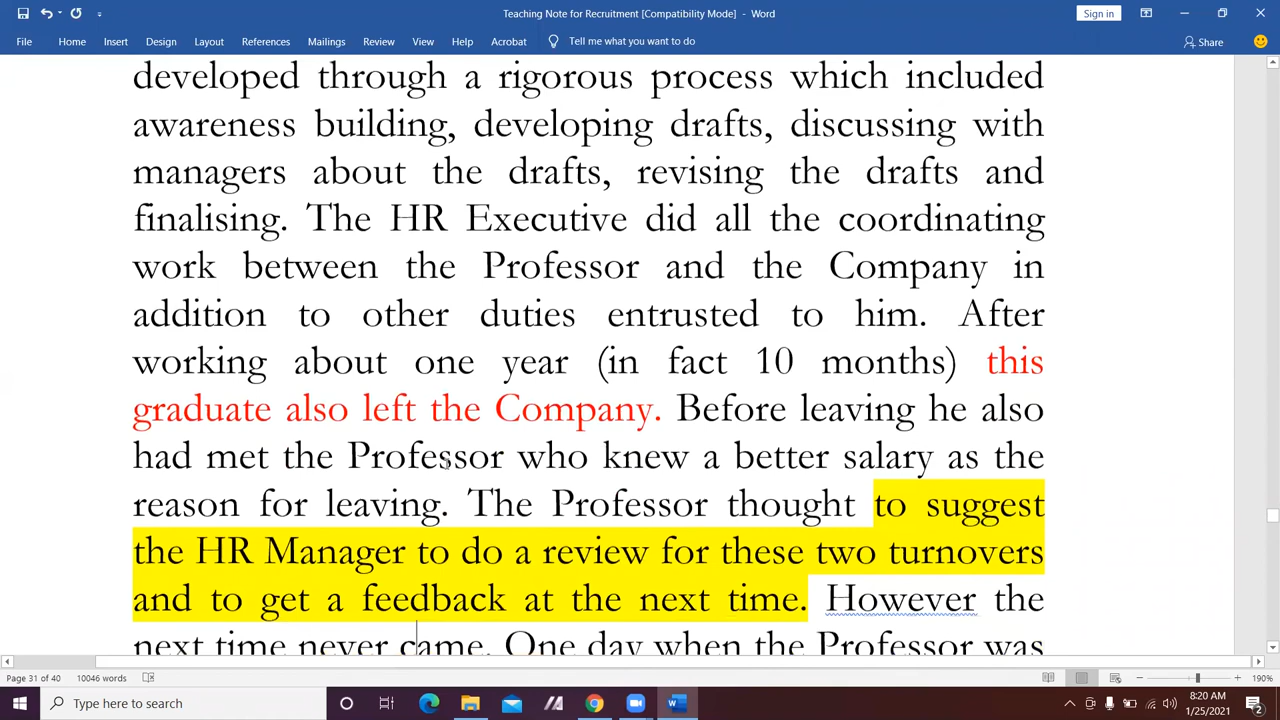 Teaching Note for Recruitment [Compatibility Mode] - Word
Sign in
File Home Insert Design Layout References Mailings Review View Help Acrobat Tell me what you want to do Share
developed through a rigorous process which included
awareness building, developing drafts, discussing with
managers about the drafts, revising the drafts and
finalising. The HR Executive did all the coordinating
work between the Professor and the Company in
addition to other duties entrusted to him. After
working about one year (in fact 10 months) this
graduate also left the Company. Before leaving he also
had met the Professor who knew a better salary as the
reason for leaving. The Professor thought to suggest
the HR Manager to do a review for these two turnovers
and to get a feedback at the next time. However the
next time never came. One day when the Professor was
Page 31 of 40 10046 words 190%
Type here to search
8:20 AM
1/25/2021
2